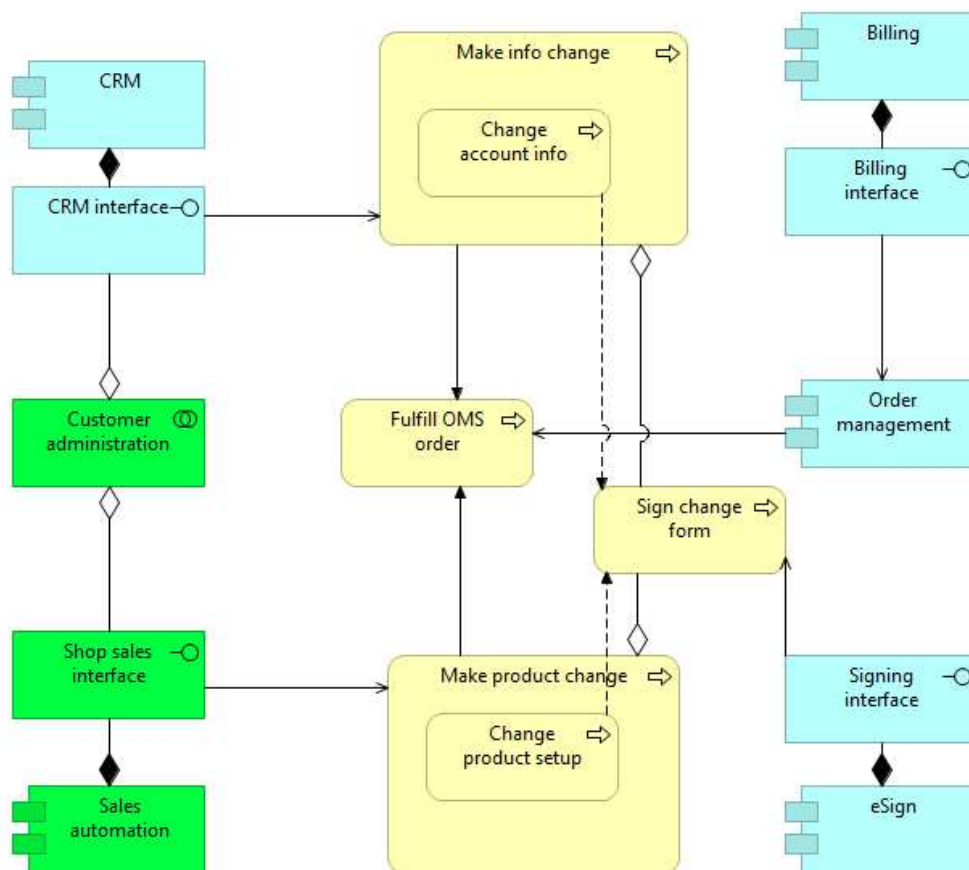 CRM
Make info change
Billing
Change
account info
CRM interface
Billing
interface
Customer
administration
Fulfill OMS
order
Order
management
Sign change
form
Shop sales
interface
Make product change
Signing
interface
Change
product setup
Sales
automation
eSign